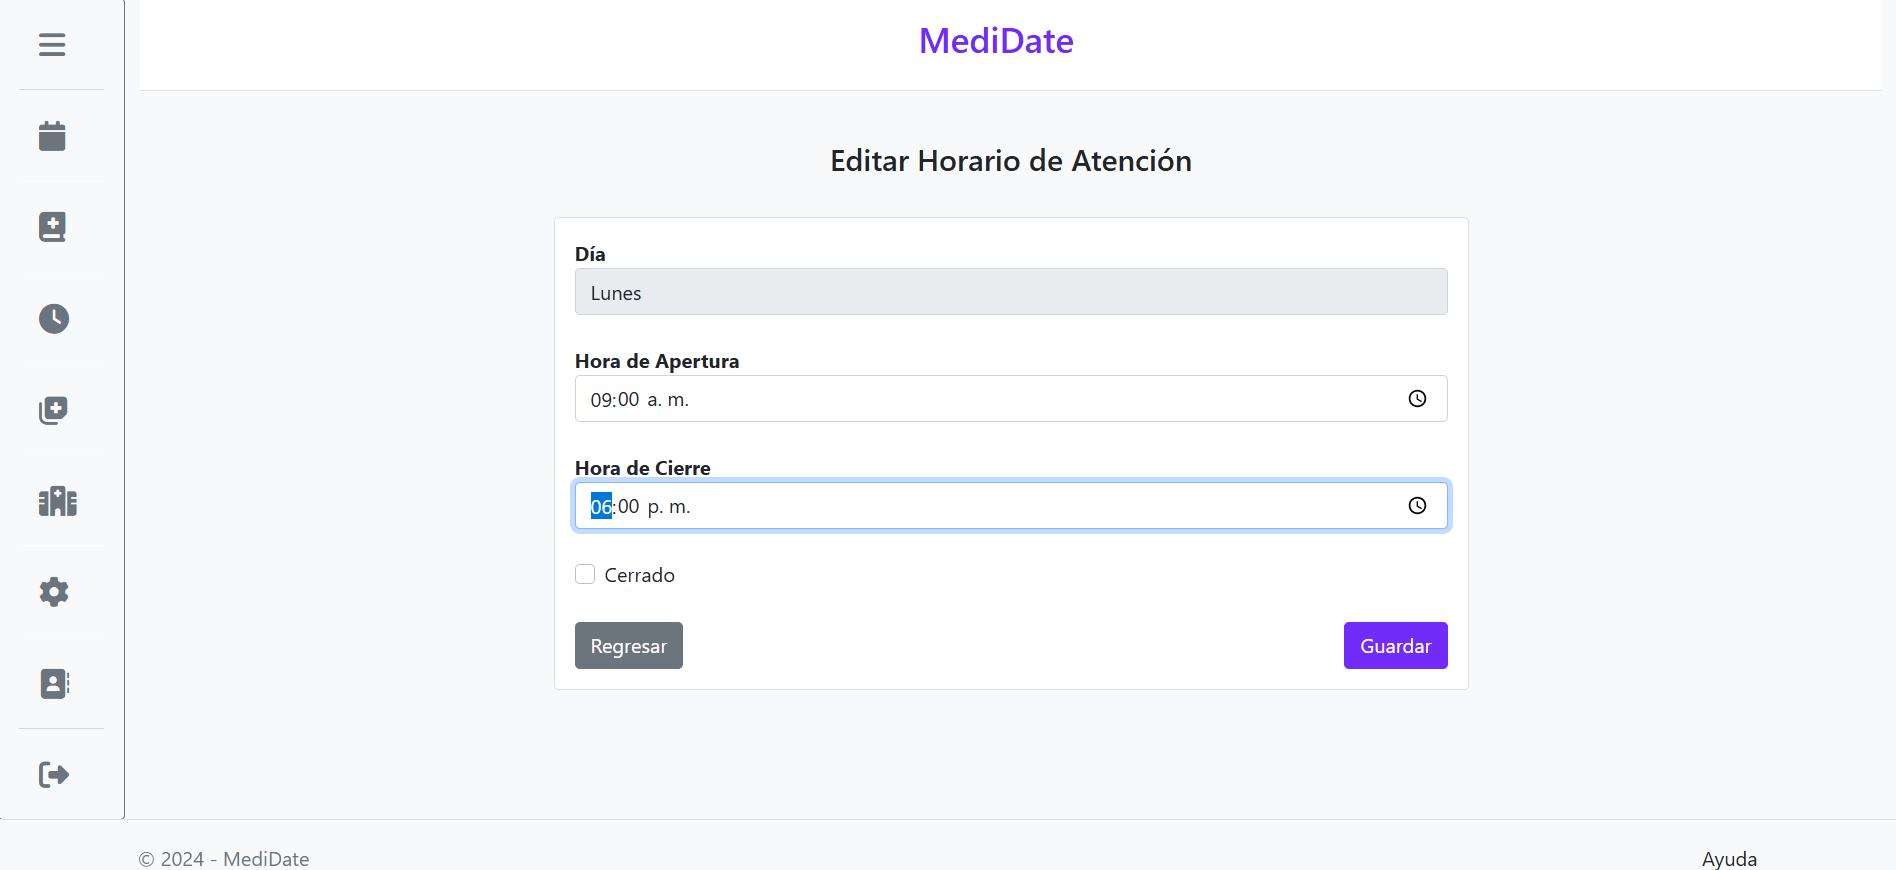 MediDate
Editar Horario de Atención
Día
Lunes
Hora de Apertura
09:00 a. m.
Hora de Cierre
06:00 p. m.
Cerrado
Regresar
Guardar
© 2024 - MediDate
Ayuda